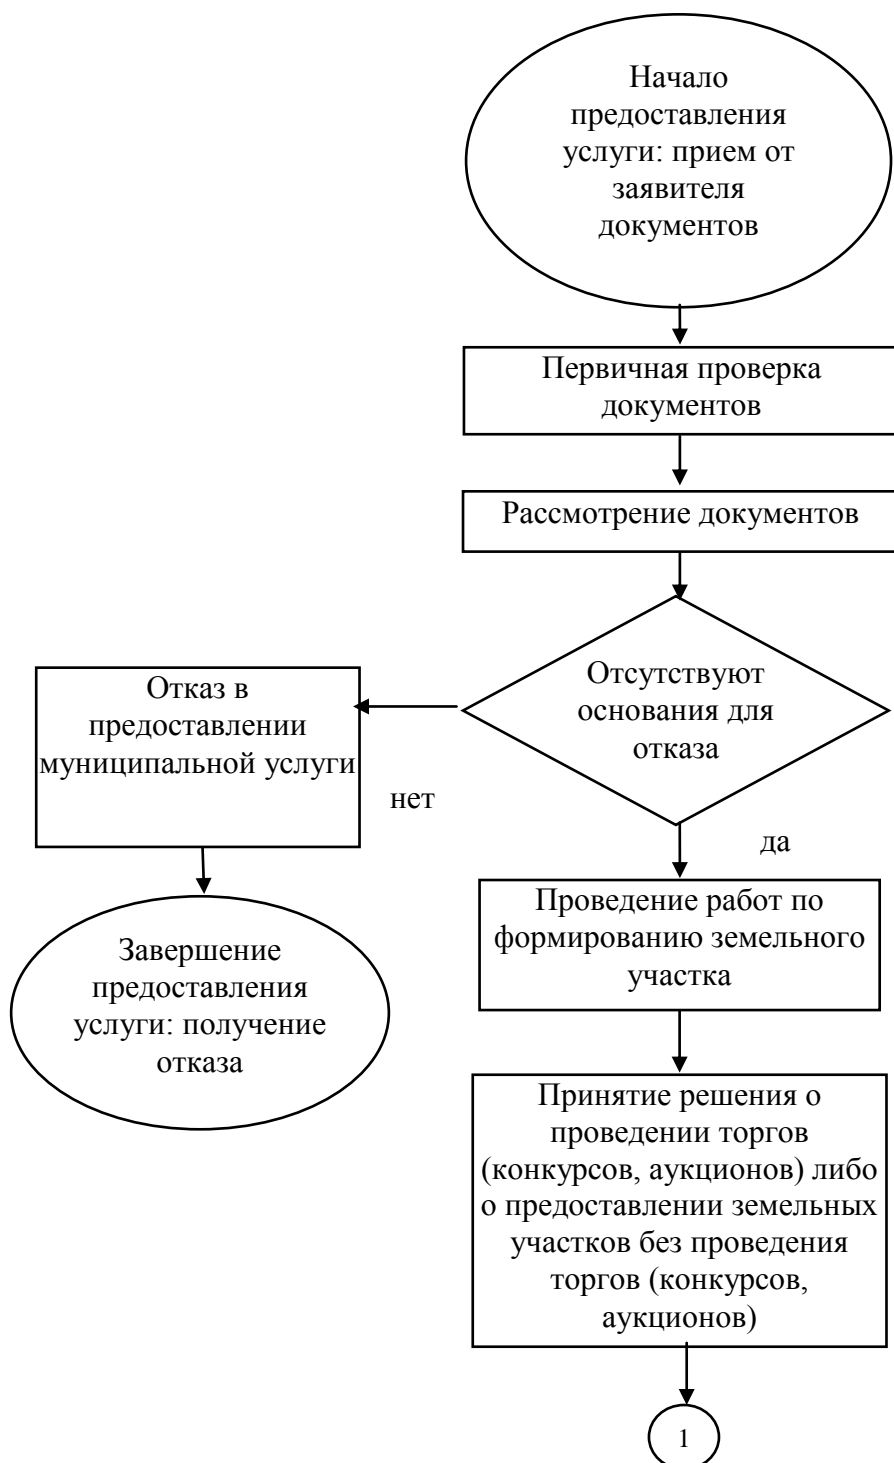 Начало
предоставления
услуги: прием от
заявителя
документов
Первичная проверка
документов
Рассмотрение документов
Отсутствуют
основания для
отказа
Отказ в
предоставлении
муниципальной услуги
нет
да
Завершение
предоставления
услуги: получение
отказа
Проведение работ по
формированию земельного
участка
Принятие решения о
проведении торгов
(конкурсов, аукционов) либо
о предоставлении земельных
участков без проведения
торгов (конкурсов,
аукционов)
1